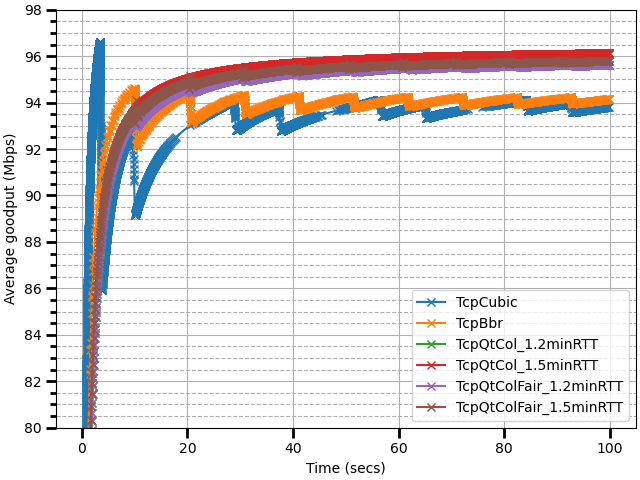 Average goodput (Mbps)
98
96
94
92
90
88
86
84
82
80
TcpCubic
TcpBbr
TcpQtCol_1.2minRTT
TcpQtCol_1.5minRTT
TcpQtColFair_1.2minRTT
TcpQtColFair_1.5minRTT
0 20 40 60 80 100
Time (secs)